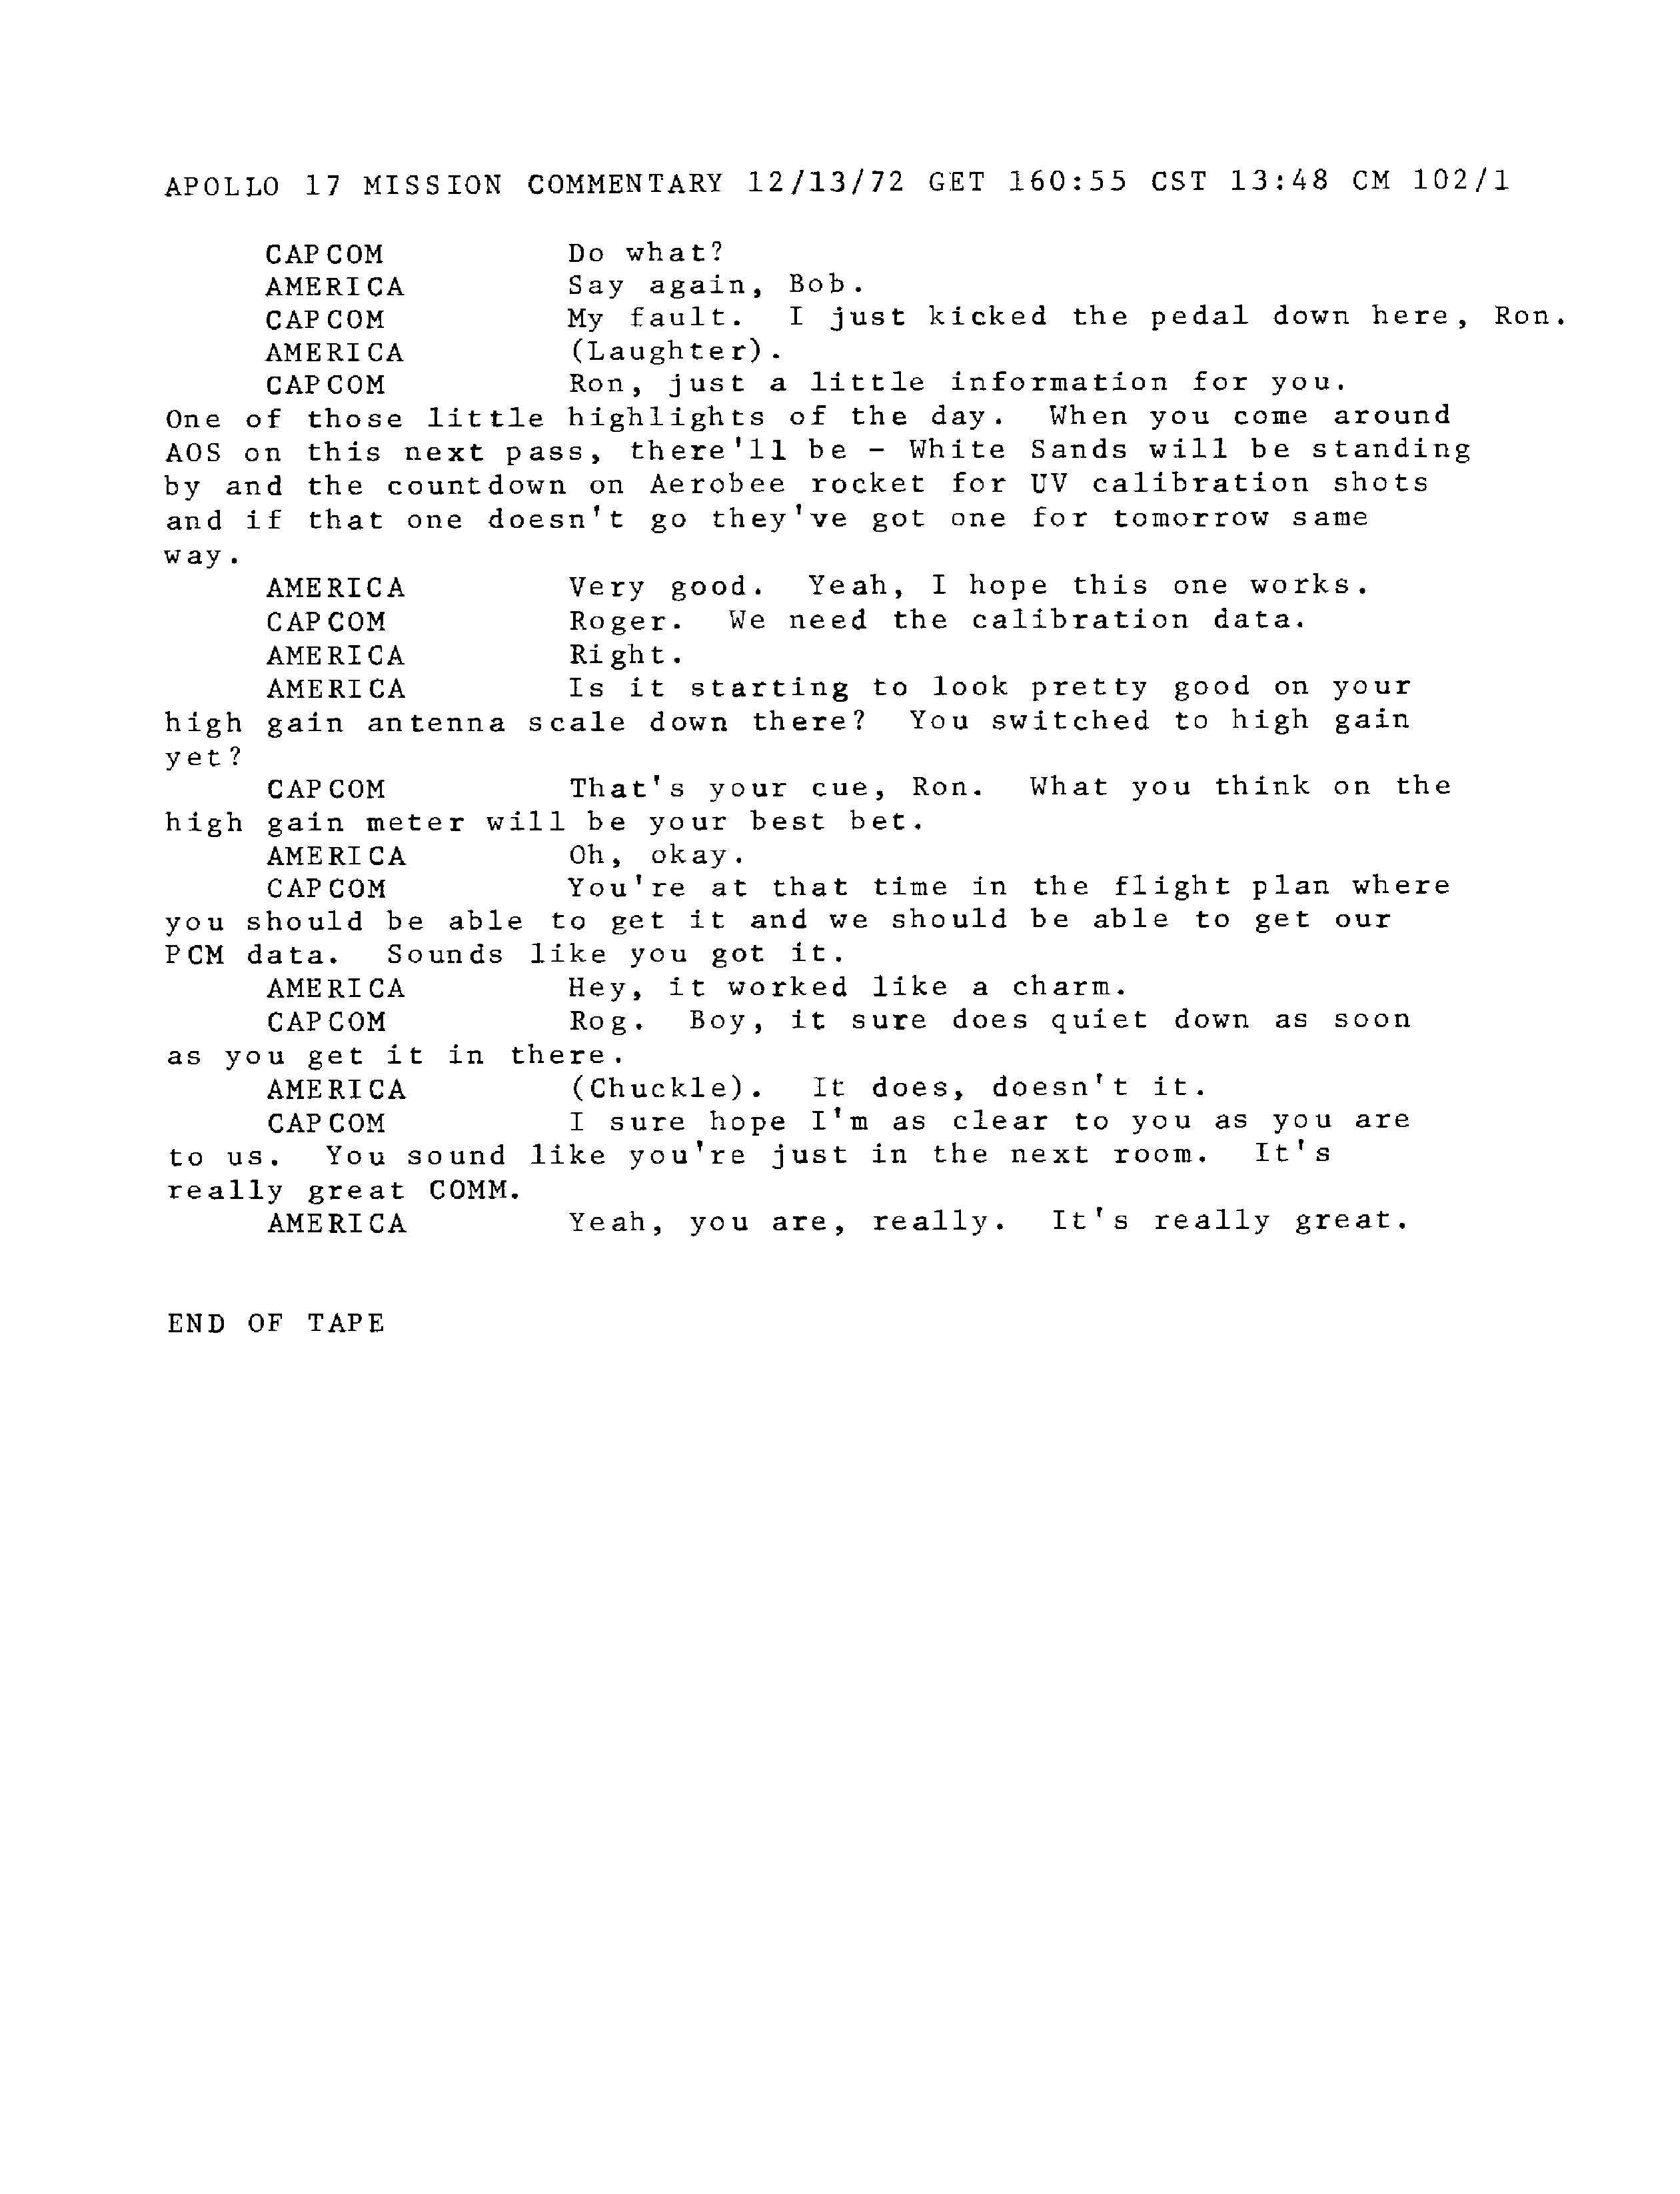 APOLLO 17 MISSION COMMENTARY 12/13/72 GET 160:55 CST 13:48 CM 102/1
CAPCOM Do what?
AMERICA Say again, Bob.
CAPCOM My fault. I just kicked the pedal down here, Ron.
AMERICA (Laughter).
CAPCOM Ron, just a little information for you.
One of those little highlights of the day. When you come around
AOS on this next pass, there'll be - White Sands will be standing
by and the countdown on Aerobee rocket for UV calibration shots
and if that one doesn't go they've got one for tomorrow same
way.
AMERICA Very good. Yeah, I hope this one works.
CAPCOM Roger. We need the calibration data.
AMERICA Right.
AMERICA Is it starting to look pretty good on your
high gain antenna scale down there? You switched to high gain
yet?
CAPCOM That's your cue, Ron. What you think on the
high gain meter will be your best bet.
AMERICA Oh, okay.
CAPCOM You're at that time in the flight plan where
you should be able to get it and we should be able to get our
PCM data. Sounds like you got it.
AMERICA Hey, it worked like a charm.
CAPCOM Rog. Boy, it sure does quiet down as soon
as you get it in there.
AMERICA (Chuckle). It does, doesn't it.
CAPCOM I sure hope I'm as clear to you as you are
to us. You sound like you're just in the next room. It's
really great COMM.
AMERICA Yeah, you are, really. It's really great.
END OF TAPE